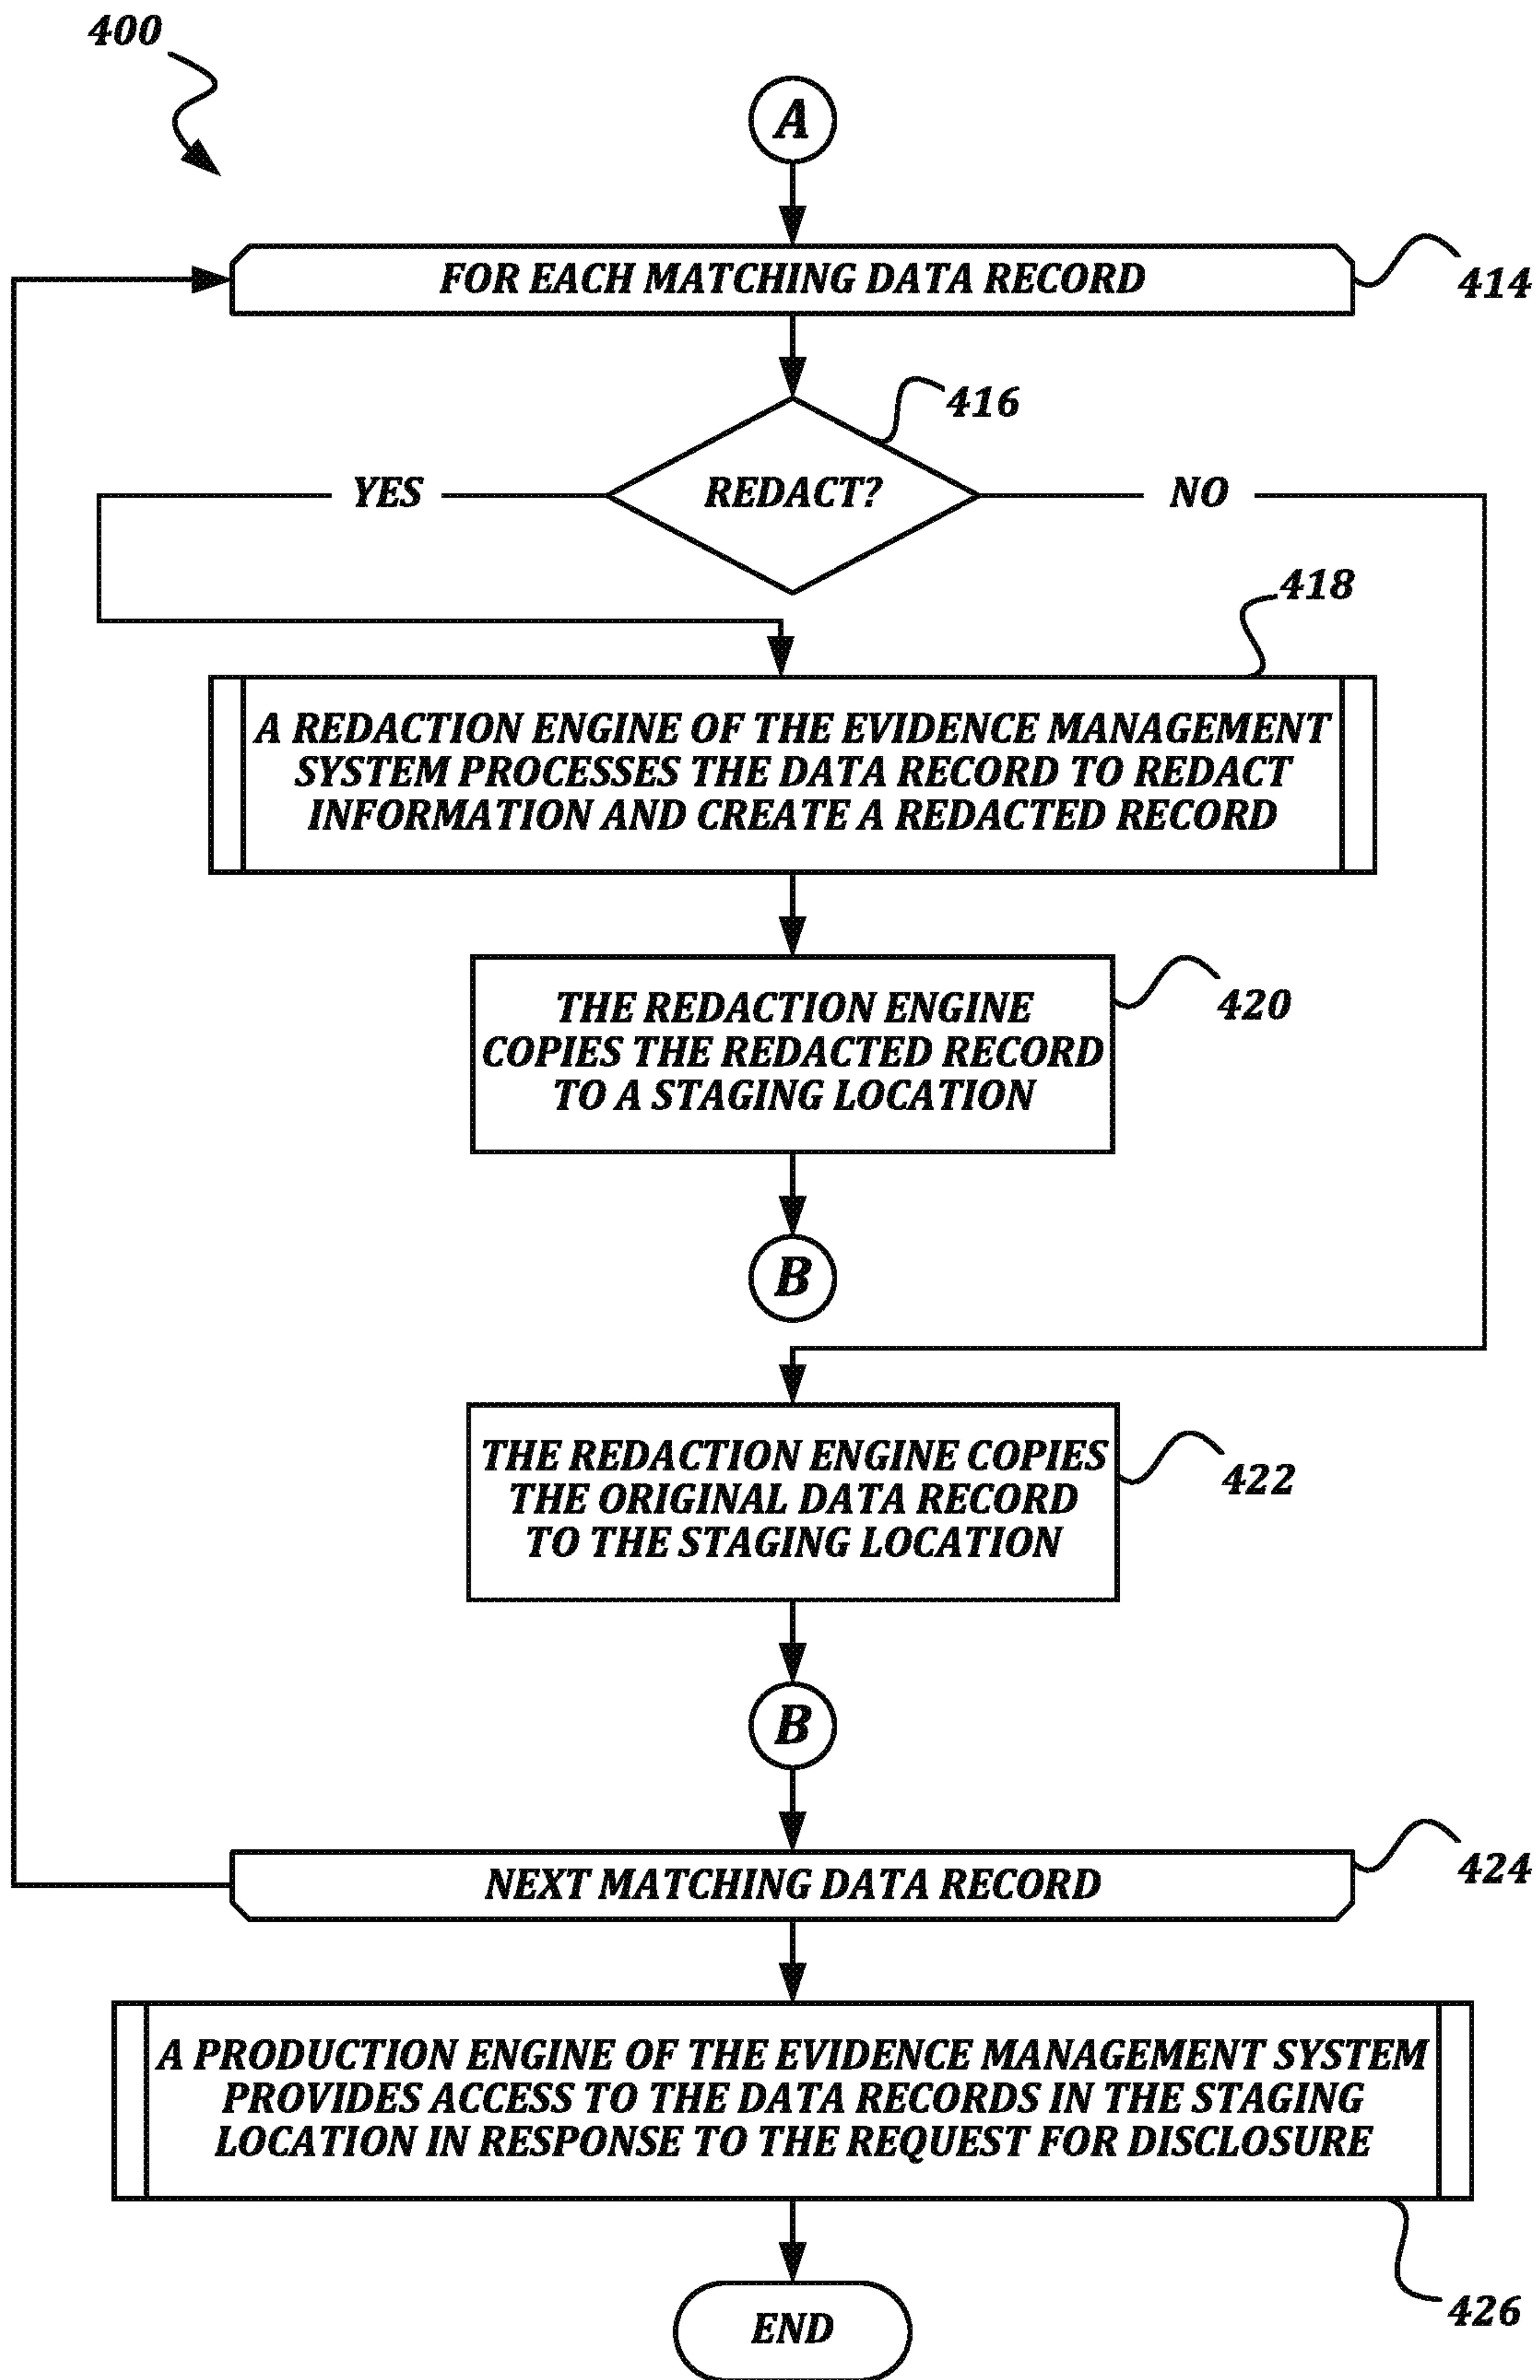 400
A
FOR EACH MATCHING DATA RECORD
414
416
YES
REDACT?
NO
418
A REDACTION ENGINE OF THE EVIDENCE MANAGEMENT
SYSTEM PROCESSES THE DATA RECORD TO REDACT
INFORMATION AND CREATE A REDACTED RECORD
THE REDACTION ENGINE
COPIES THE REDACTED RECORD
TO A STAGING LOCATION
420
B
THE REDACTION ENGINE COPIES
THE ORIGINAL DATA RECORD
TO THE STAGING LOCATION
422
B
NEXT MATCHING DATA RECORD
424
A PRODUCTION ENGINE OF THE EVIDENCE MANAGEMENT SYSTEM
PROVIDES ACCESS TO THE DATA RECORDS IN THE STAGING
LOCATION IN RESPONSE TO THE REQUEST FOR DISCLOSURE
426
END